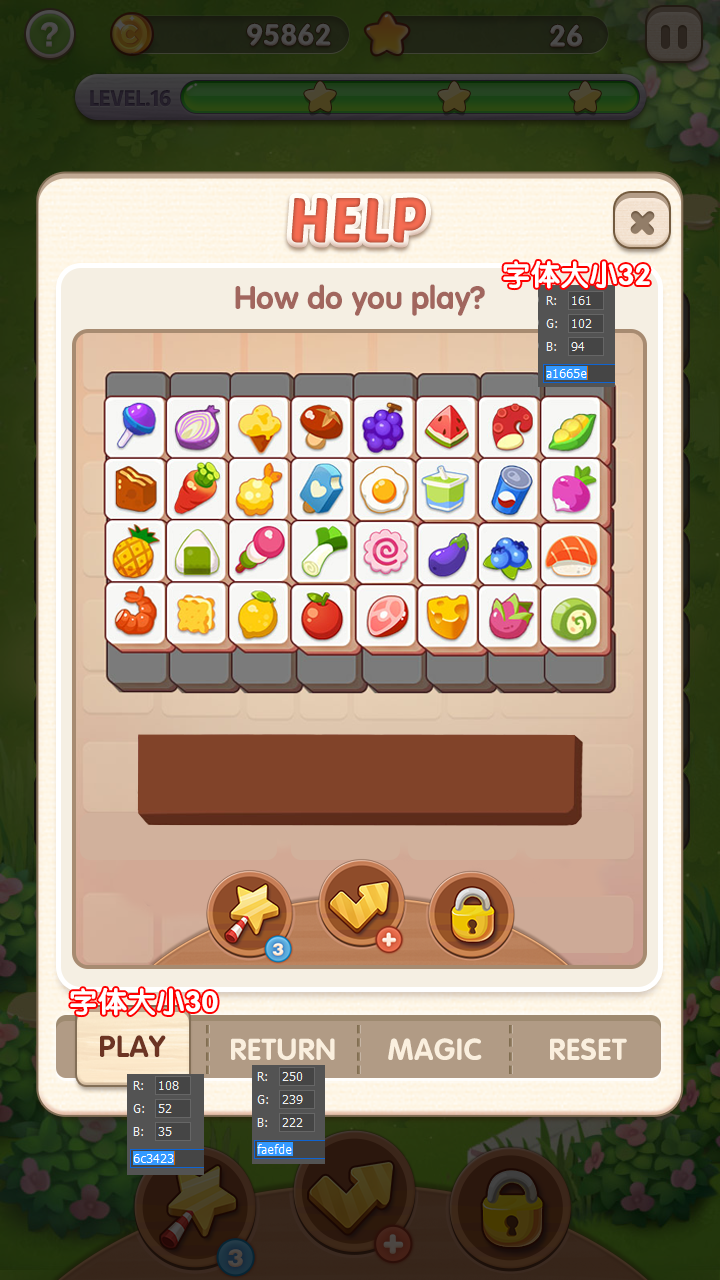 ?
C
95862
26
LEVEL.16
HELP
字体大小32
How do you play?
R: 161
G: 102
B: 94
a1665e
3
字体大小30
PLAY
RETURN
MAGIC
RESET
R: 108
G: 52
B: 35
6c3423
R: 250
G: 239
B: 222
faefde
3